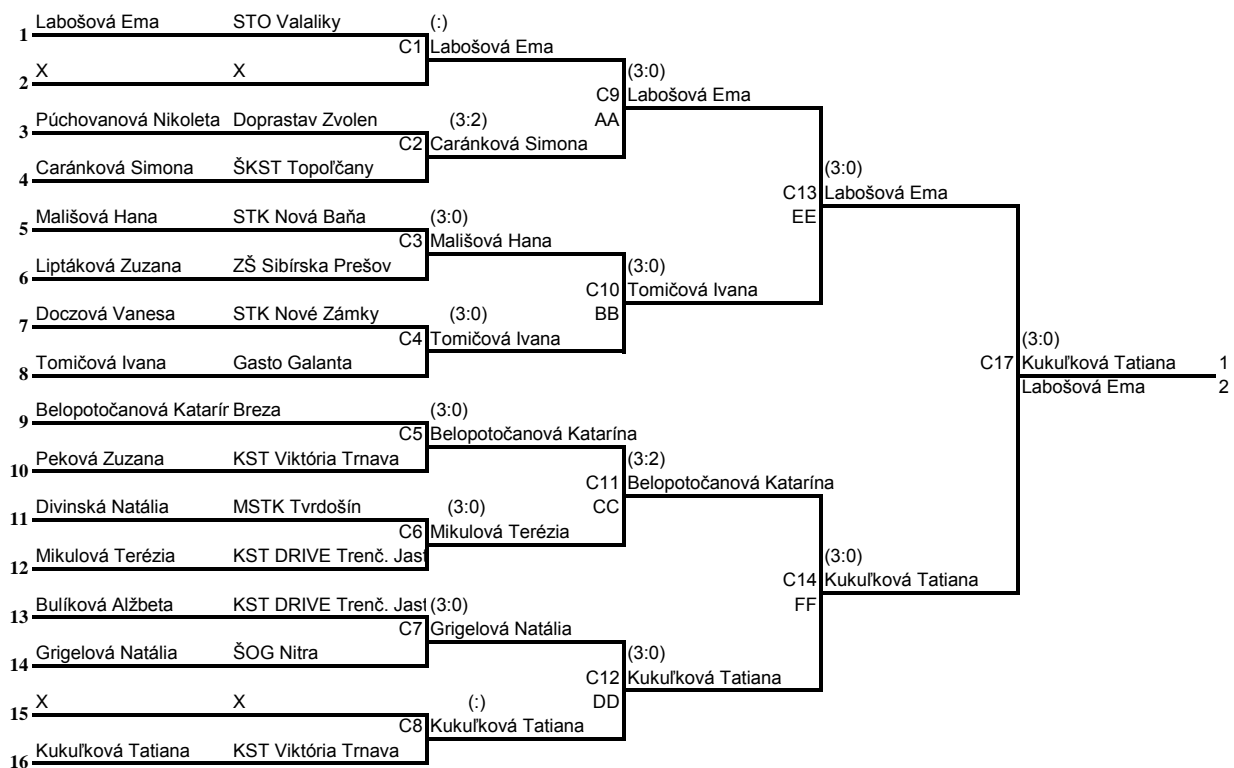 Labošová Ema STO Valaliky (:)
1
C1 Labošová Ema
X X (3:0)
2
C9 Labošová Ema
Púchovanová Nikoleta Doprastav Zvolen (3:2) AA
3
C2 Caránková Simona
Caránková Simona ŠKST Topoľčany (3:0)
4
C13 Labošová Ema
Mališová Hana STK Nová Baňa (3:0) EE
5
C3 Mališová Hana
Liptáková Zuzana ZŠ Sibírska Prešov (3:0)
6
C10 Tomičová Ivana
Doczová Vanesa STK Nové Zámky (3:0) BB
7
C4 Tomičová Ivana (3:0)
Tomičová Ivana Gasto Galanta C17 Kukuľková Tatiana 1
8
Labošová Ema 2
Belopotočanová Katarír Breza (3:0)
9
C5 Belopotočanová Katarína
Peková Zuzana KST Viktória Trnava (3:2)
10
C11 Belopotočanová Katarína
Divinská Natália MSTK Tvrdošín (3:0) CC
11
C6 Mikulová Terézia
Mikulová Terézia KST DRIVE Trenč. Jast (3:0)
12
C14 Kukuľková Tatiana
Bulíková Alžbeta KST DRIVE Trenč. Jast (3:0) FF
13
C7 Grigelová Natália
Grigelová Natália ŠOG Nitra (3:0)
14
C12 Kukuľková Tatiana
X X (:) DD
15
C8 Kukuľková Tatiana
Kukuľková Tatiana KST Viktória Trnava
16